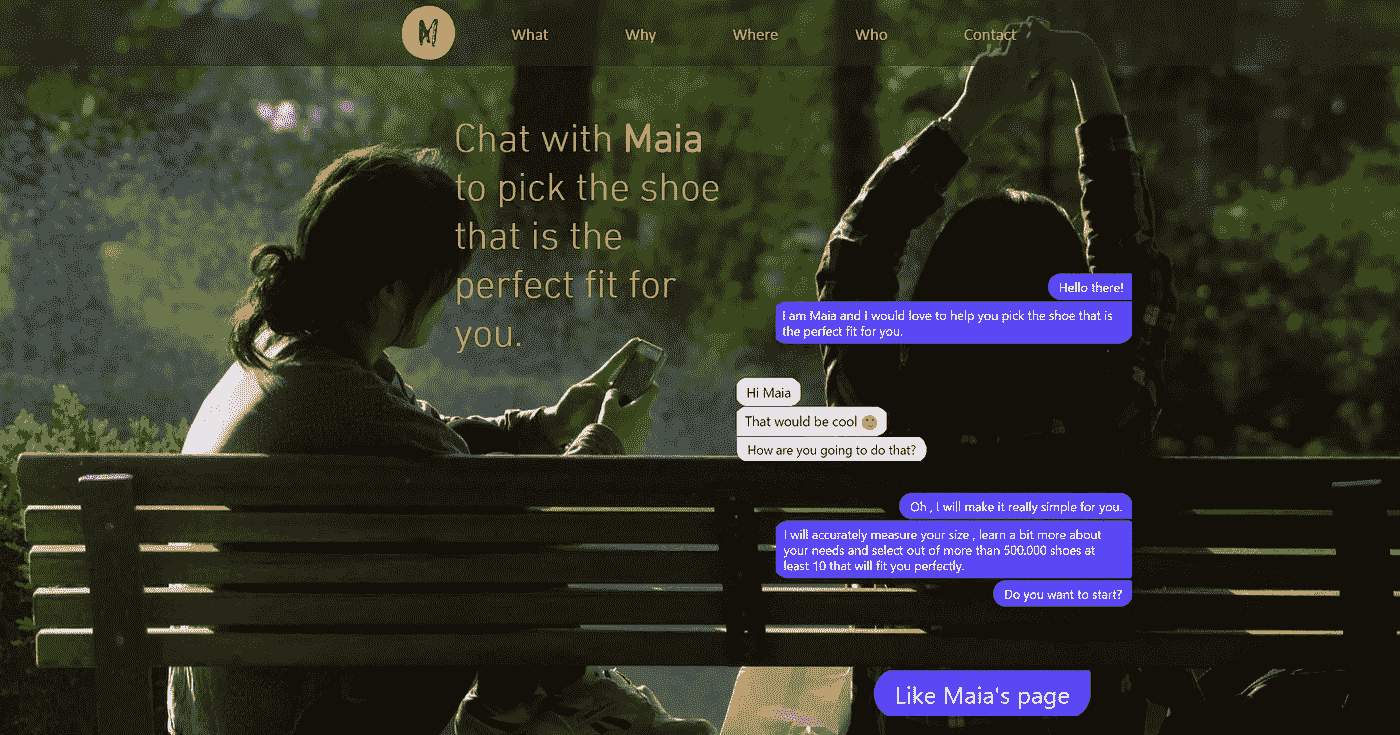 M
What
Why
Where
Who
Contact
Chat with Maia
to pick the shoe
that is the
perfect fit for
you.
Hello there!
I am Maia and I would love to help you pick the shoe that is
the perfect fit for you.
Hi Maia
That would be cool 🙂
How are you going to do that?
Oh , I will make it really simple for you.
I will accurately measure your size , learn a bit more about
your needs and select out of more than 500.000 shoes at
least 10 that will fit you perfectly.
Do you want to start?
Like Maia's page